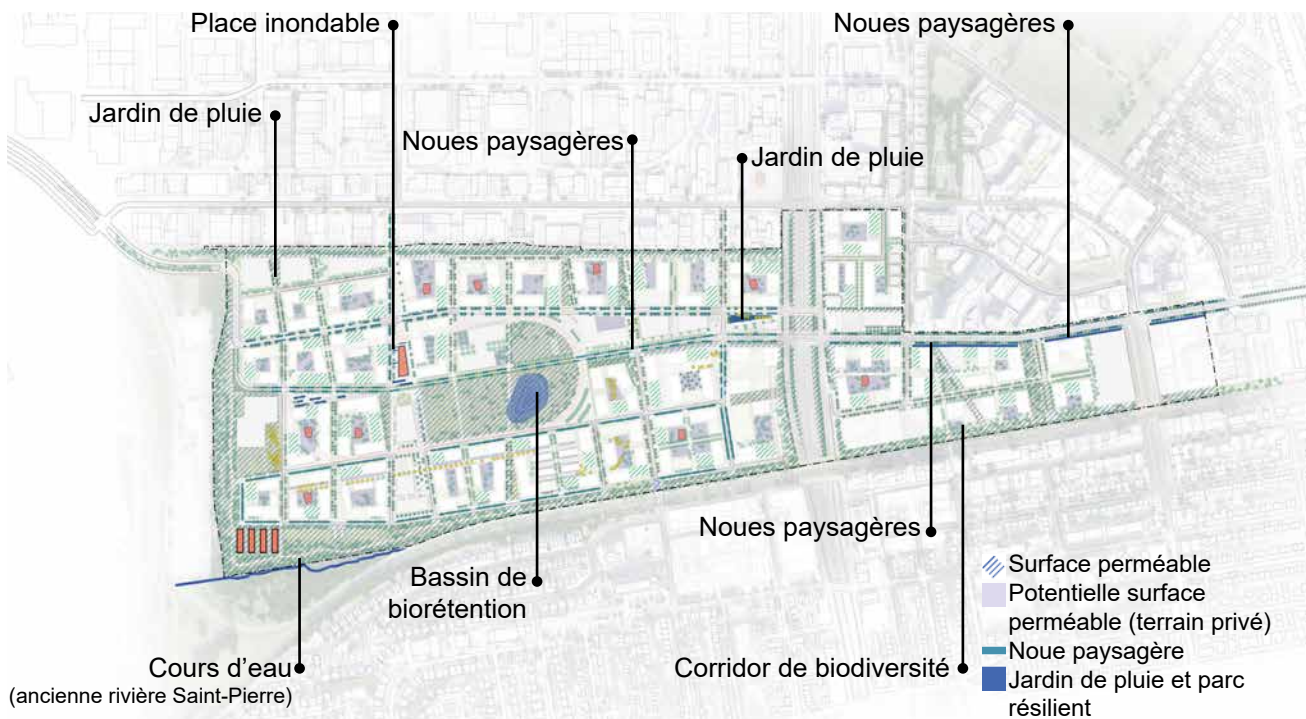 Place inondable
Noues paysagères
Jardin de pluie
Noues paysagères
Jardin de pluie
Noues paysagères
Bassin de
biorétention
Cours d’eau
(ancienne rivière Saint-Pierre)
Corridor de biodiversité
Surface perméable
Potentielle surface
perméable (terrain privé)
Noue paysagère
Jardin de pluie et parc
résilient